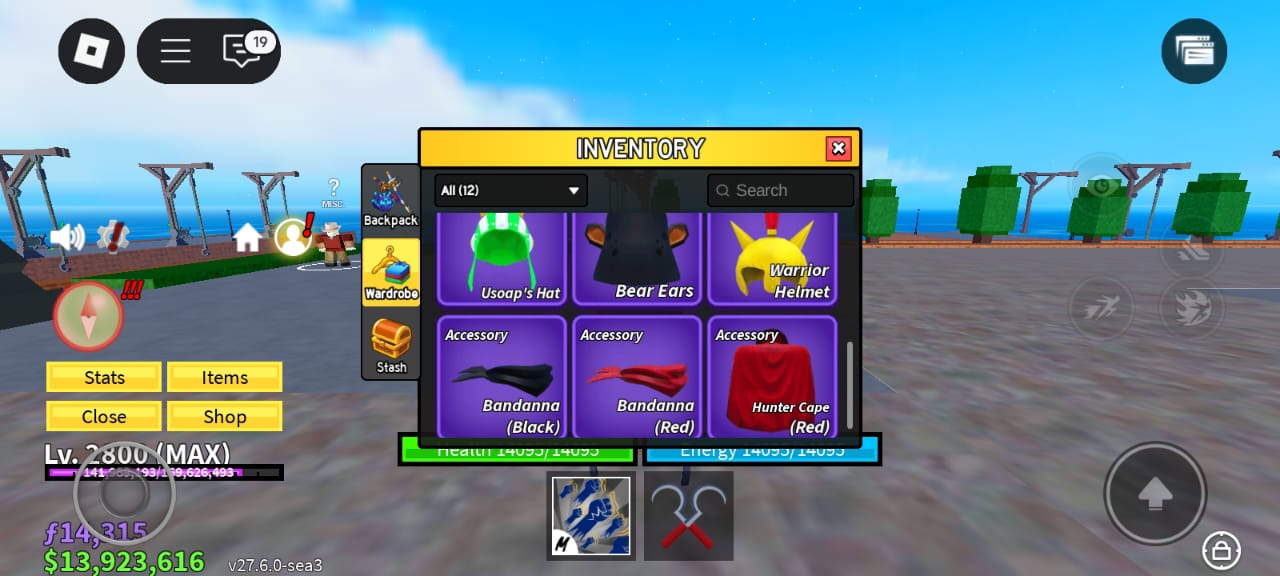 19
INVENTORY
All (12)
Search
Backpack
Wardrobe
Stash
Usoap's Hat
Bear Ears
Warrior
Helmet
Accessory
Bandanna
(Black)
Accessory
Bandanna
(Red)
Accessory
Hunter Cape
(Red)
?
MISC.
!
!!!
Stats
Items
Close
Shop
Lv. 2800 (MAX)
Health 14095/14095
Energy 14095/14095
M
ƒ14,315
$13,923,616
v27.6.0-sea3